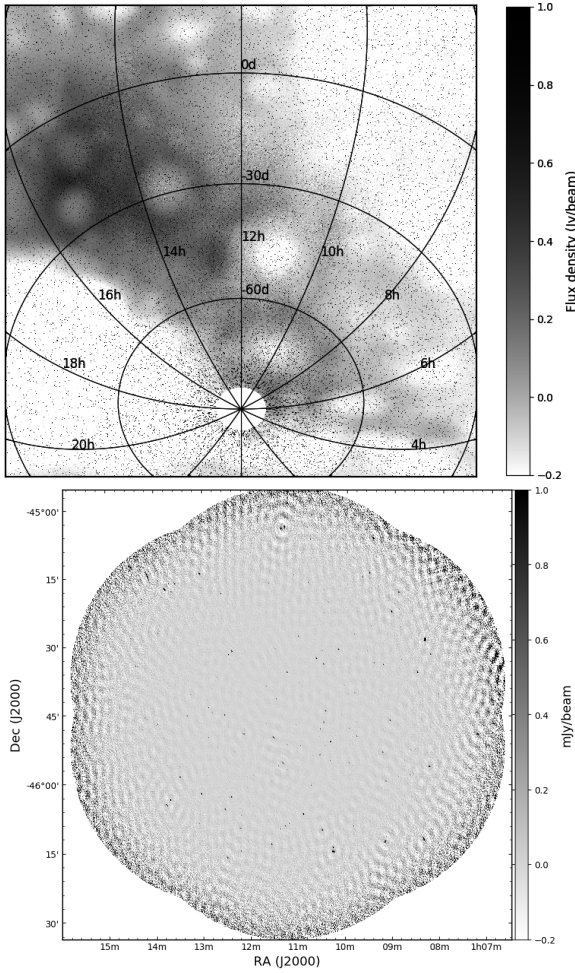 0d
-30d
12h
14h
10h
-60d
16h
8h
18h
6h
20h
4h
1.0
0.8
0.6
0.4
0.2
0.0
−0.2
Flux density (Jy/beam)
-45°00'
15'
30'
45'
-46°00'
15'
30'
Dec (J2000)
15m
14m
13m
12m
11m
10m
09m
08m
1h07m
RA (J2000)
1.0
0.8
0.6
0.4
0.2
0.0
−0.2
mJy/beam